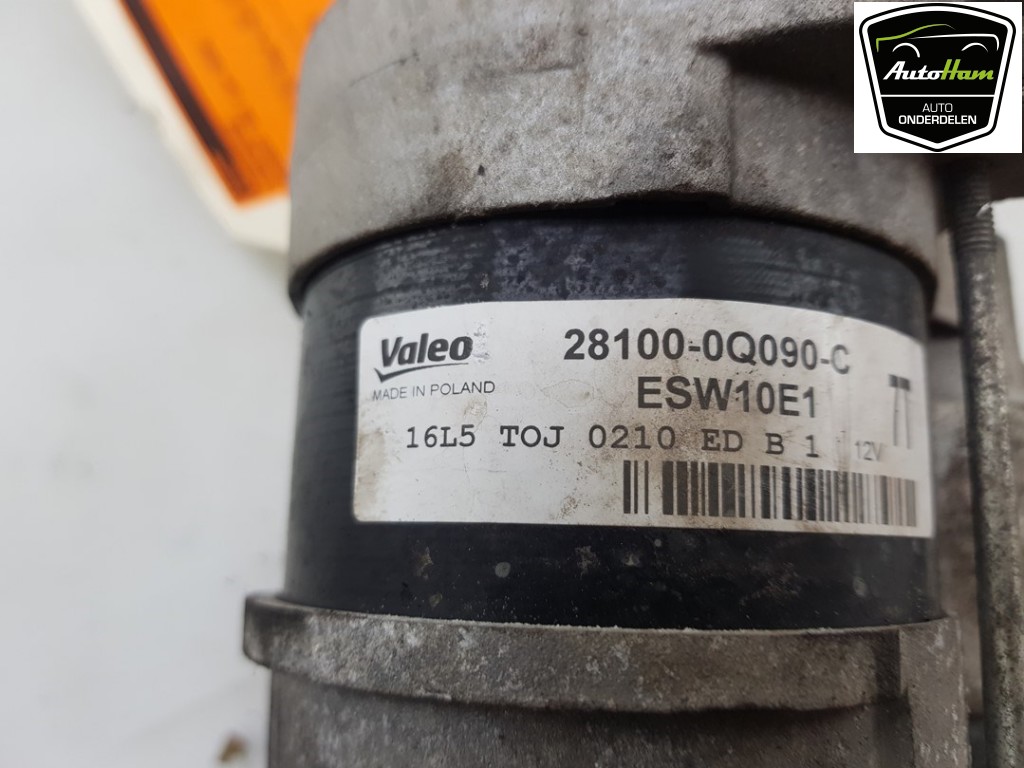 AutoHam
AUTO
ONDERDELEN
Valeo
28100-0Q090-C
MADE IN POLAND
ESW10E1
16L5 TOJ 0210 ED B 1
12V